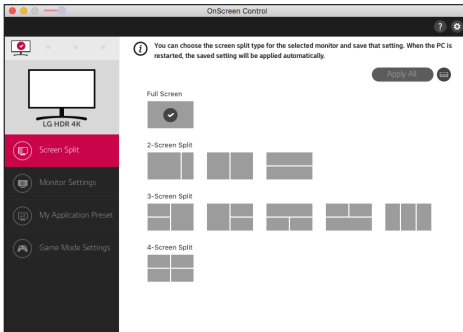 OnScreen Control
?
i You can choose the screen split type for the selected monitor and save that setting. When the PC is
restarted, the saved setting will be applied automatically.
Apply All
Full Screen
LG HDR 4K
2-Screen Split
Screen Split
Monitor Settings
3-Screen Split
My Application Preset
Game Mode Settings
4-Screen Split